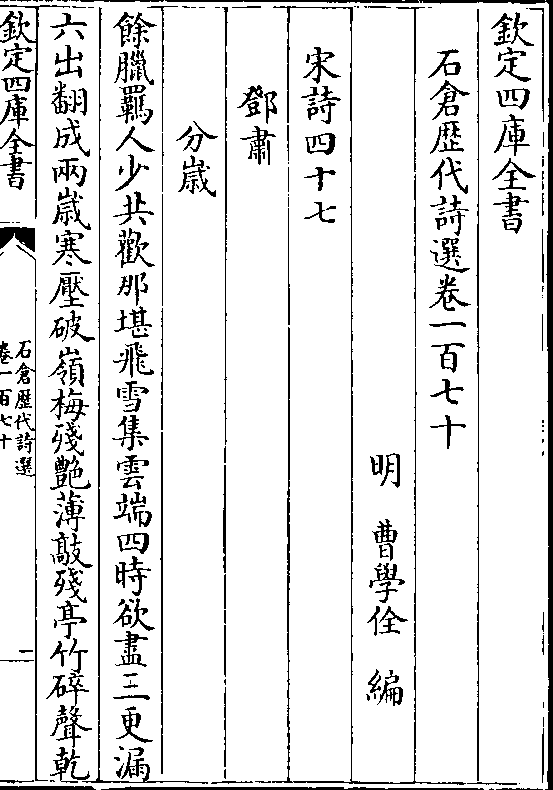 欽定四庫全書
石倉歴代詩選卷一百七十
明 曹學佺 編
宋詩四十七
鄧肅
分歳
餘臘羈人少共歡那堪飛雪集雲端四時欲盡三更漏
六出翻成兩歳寒壓破嶺梅殘艶薄敲殘亭竹碎聲乾
欽定四庫全書
石倉歴代詩選
卷一百七十
一